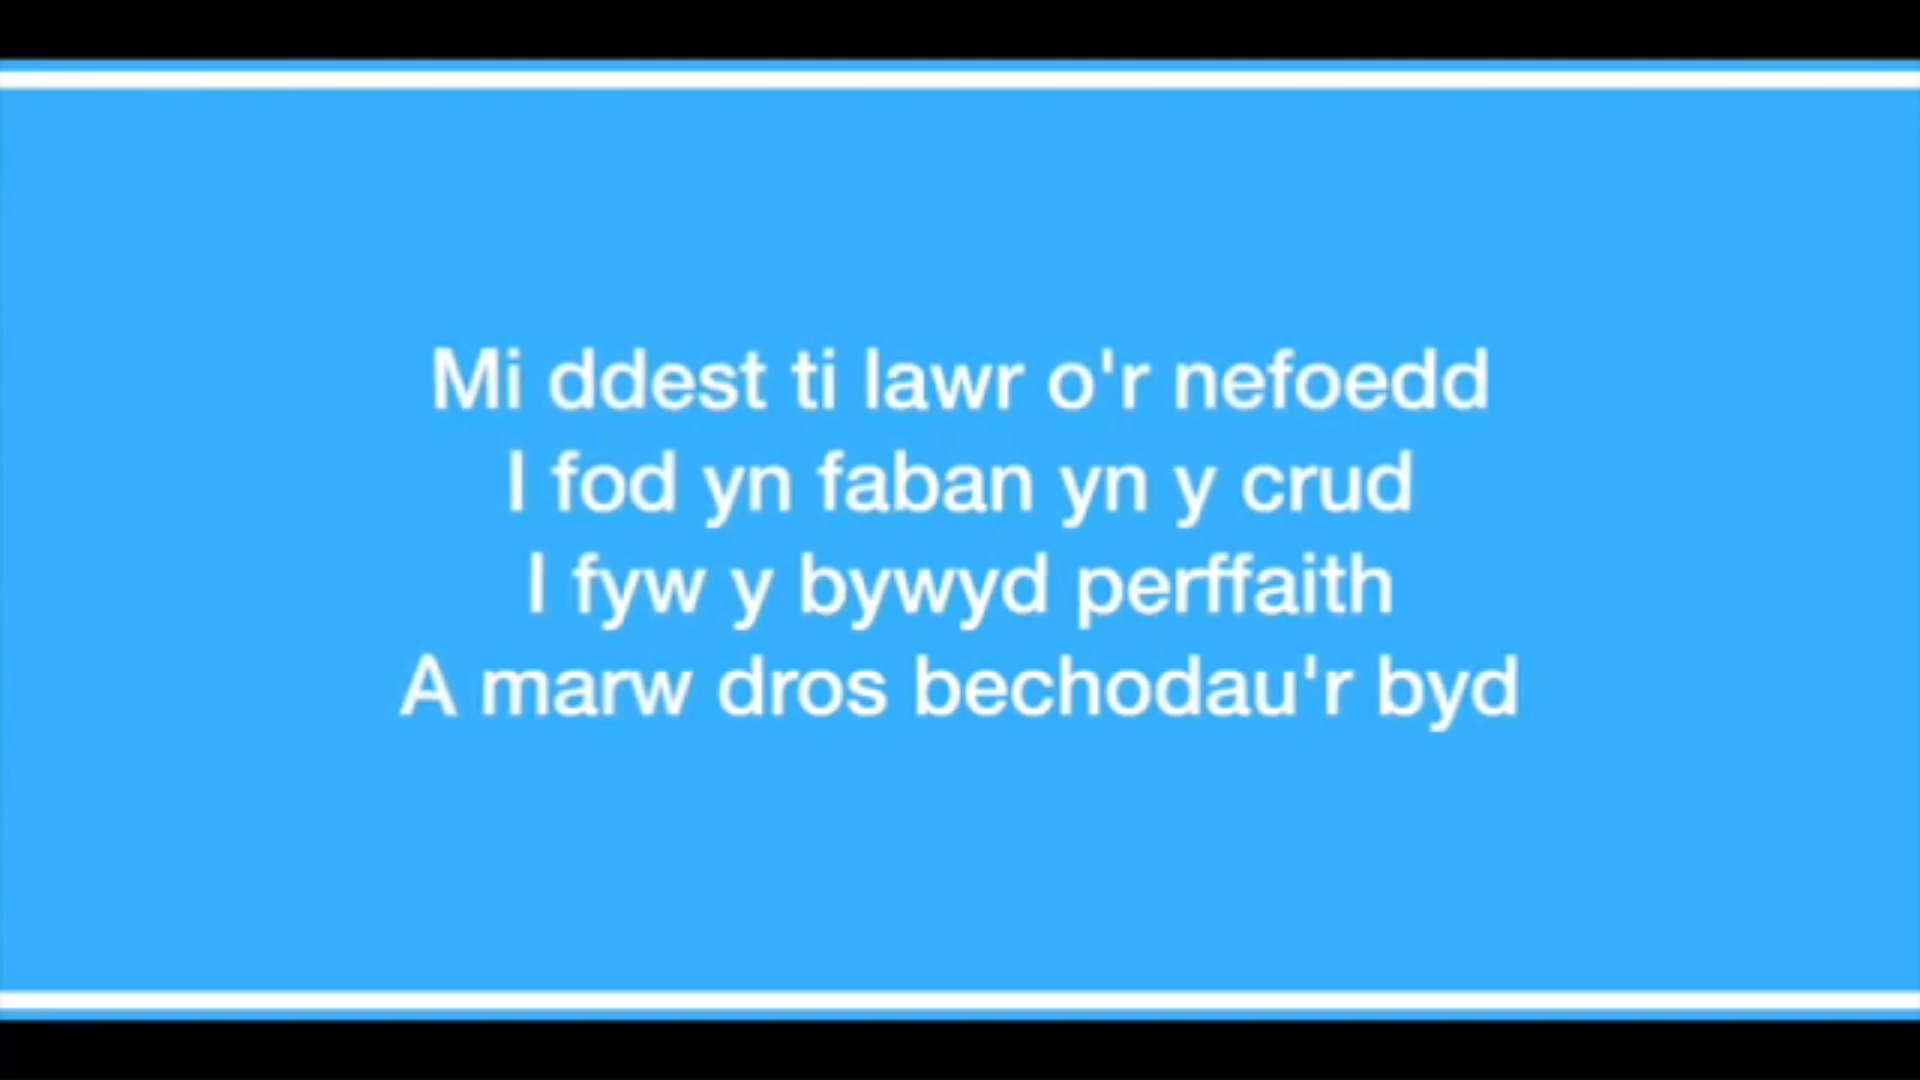 Mi ddest ti lawr o'r nefoedd
I fod yn faban yn y crud
I fyw y bywyd perffaith
A marw dros bechodau'r byd